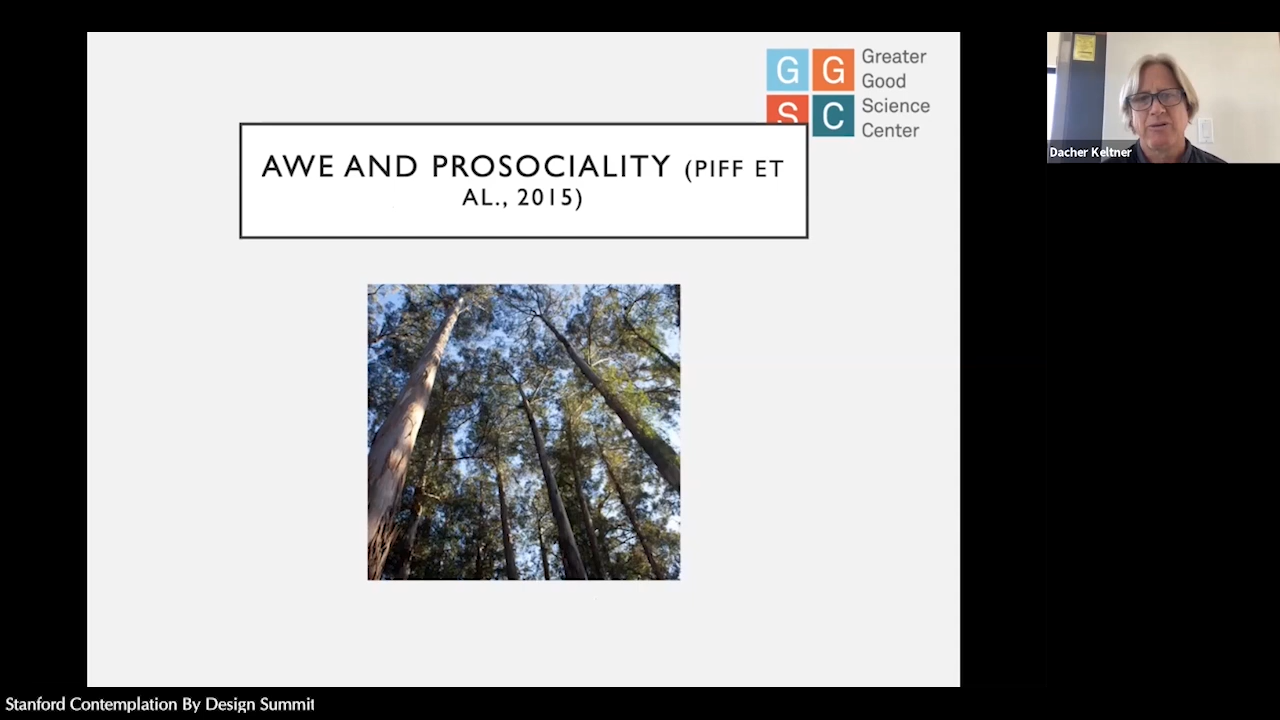 G G
S C
Greater
Good
Science
Center
AWE AND PROSOCIALITY (PIFF ET
AL., 2015)
Dacher Keltner
Stanford Contemplation By Design Summit